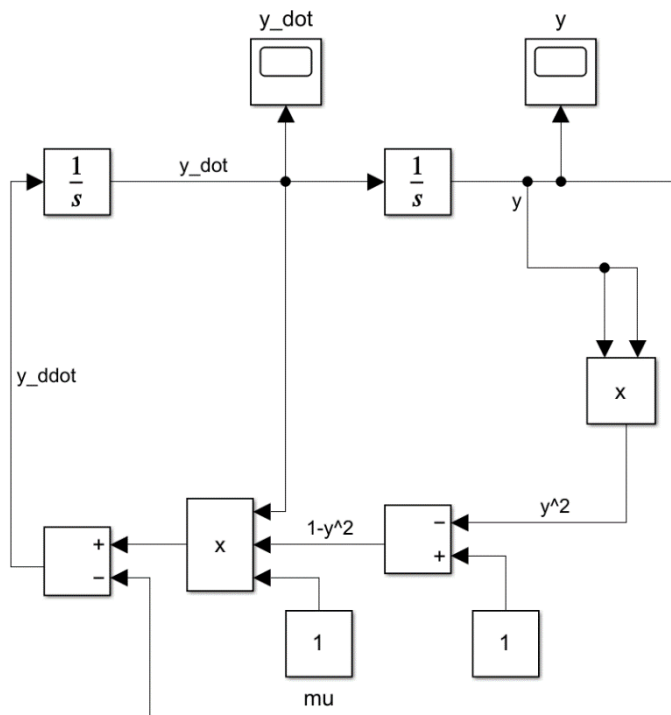 y_dot
y
1
s
y_dot
1
s
y
y_ddot
x
y^2
1-y^2
x
+
−
−
+
1
1
mu